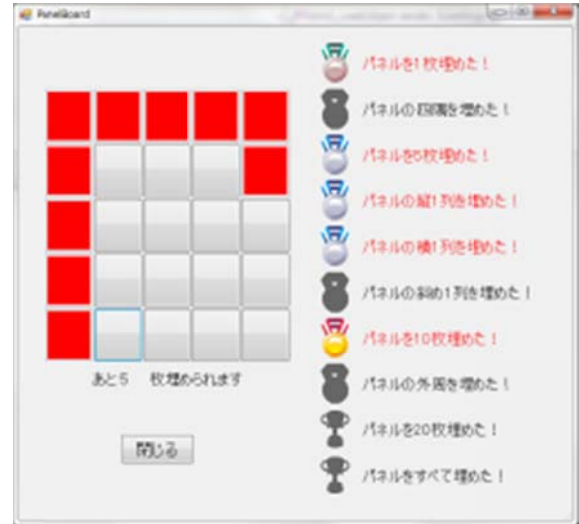 PanelBoard
パネルを1枚埋めた！
パネルの四隅を埋めた！
パネルを5枚埋めた！
パネルの縦1列を埋めた！
パネルの横1列を埋めた！
パネルの斜め1列を埋めた！
パネルを10枚埋めた！
パネルの外周を埋めた！
パネルを20枚埋めた！
パネルをすべて埋めた！
あと5 枚埋められます
閉じる